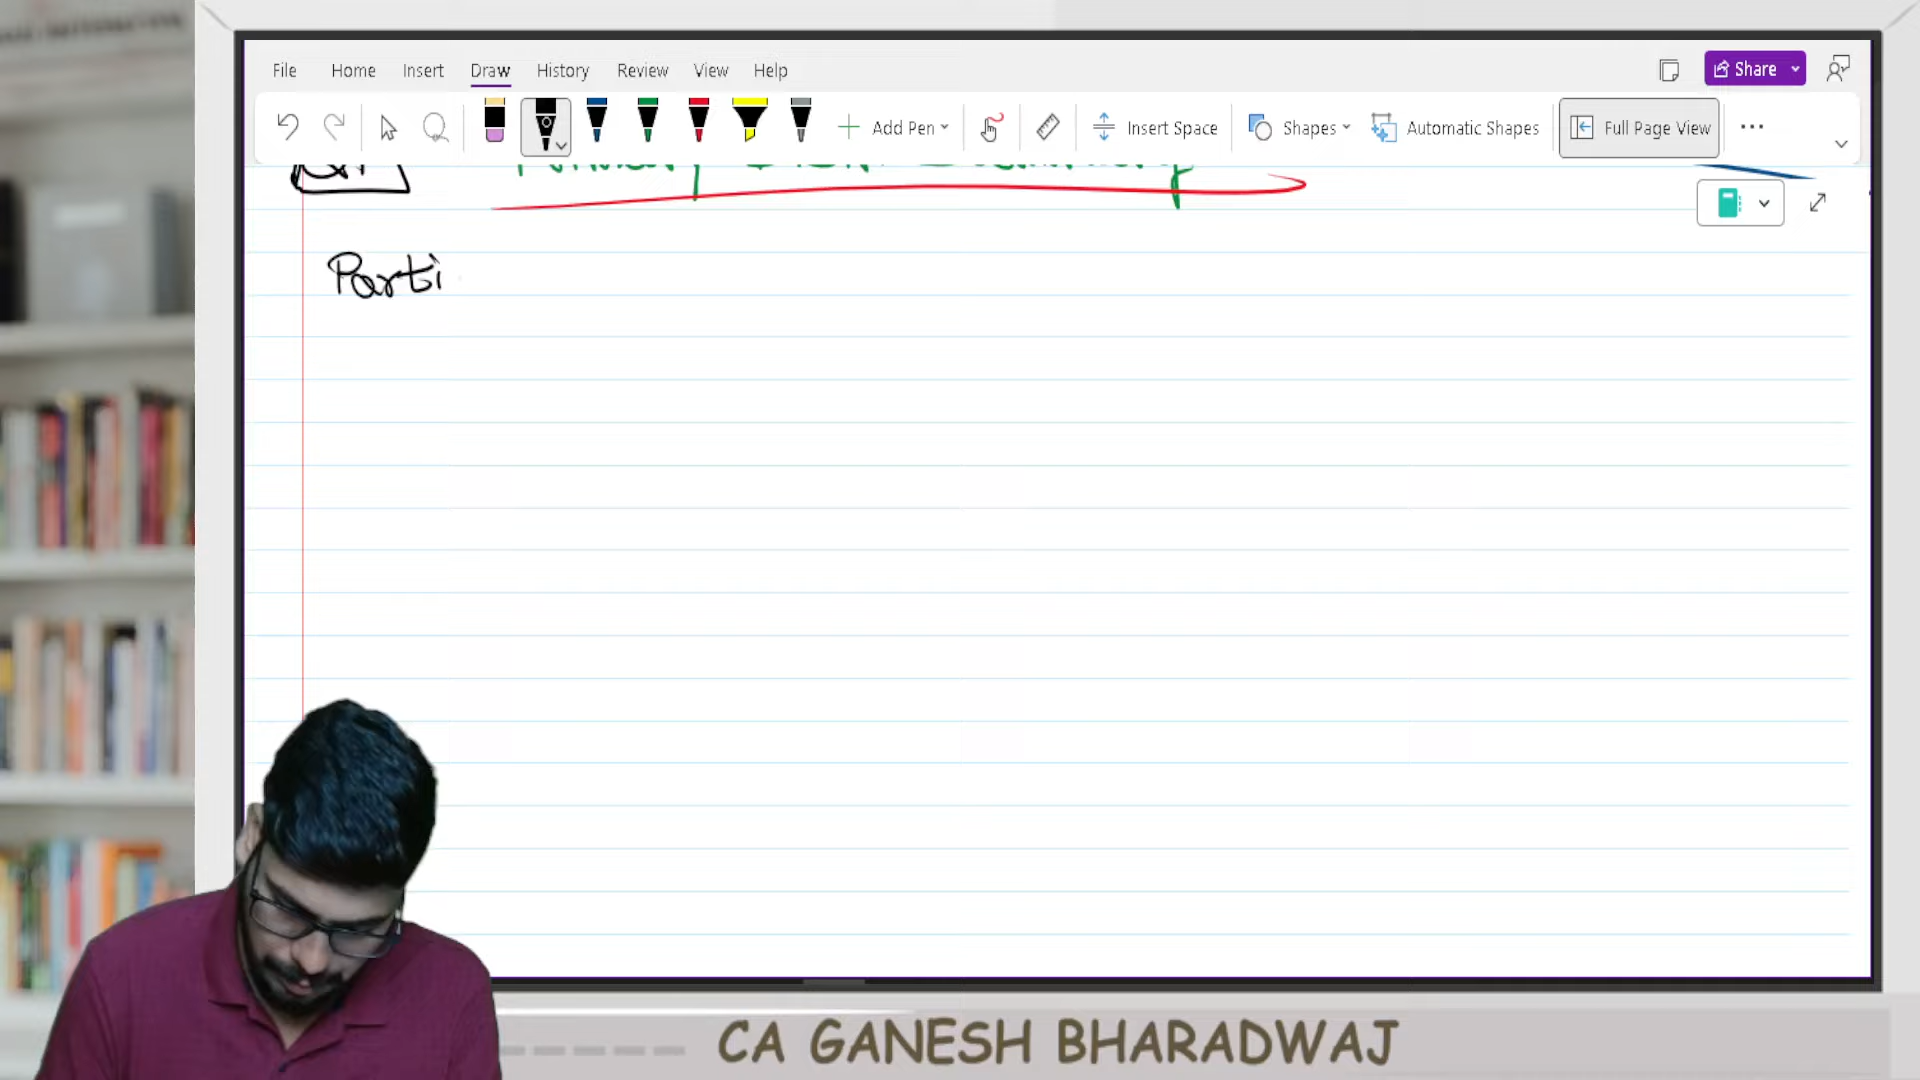 File Home Insert Draw History Review View Help Share
Add Pen Insert Space Shapes Automatic Shapes Full Page View
Parti
CA GANESH BHARADWAJ